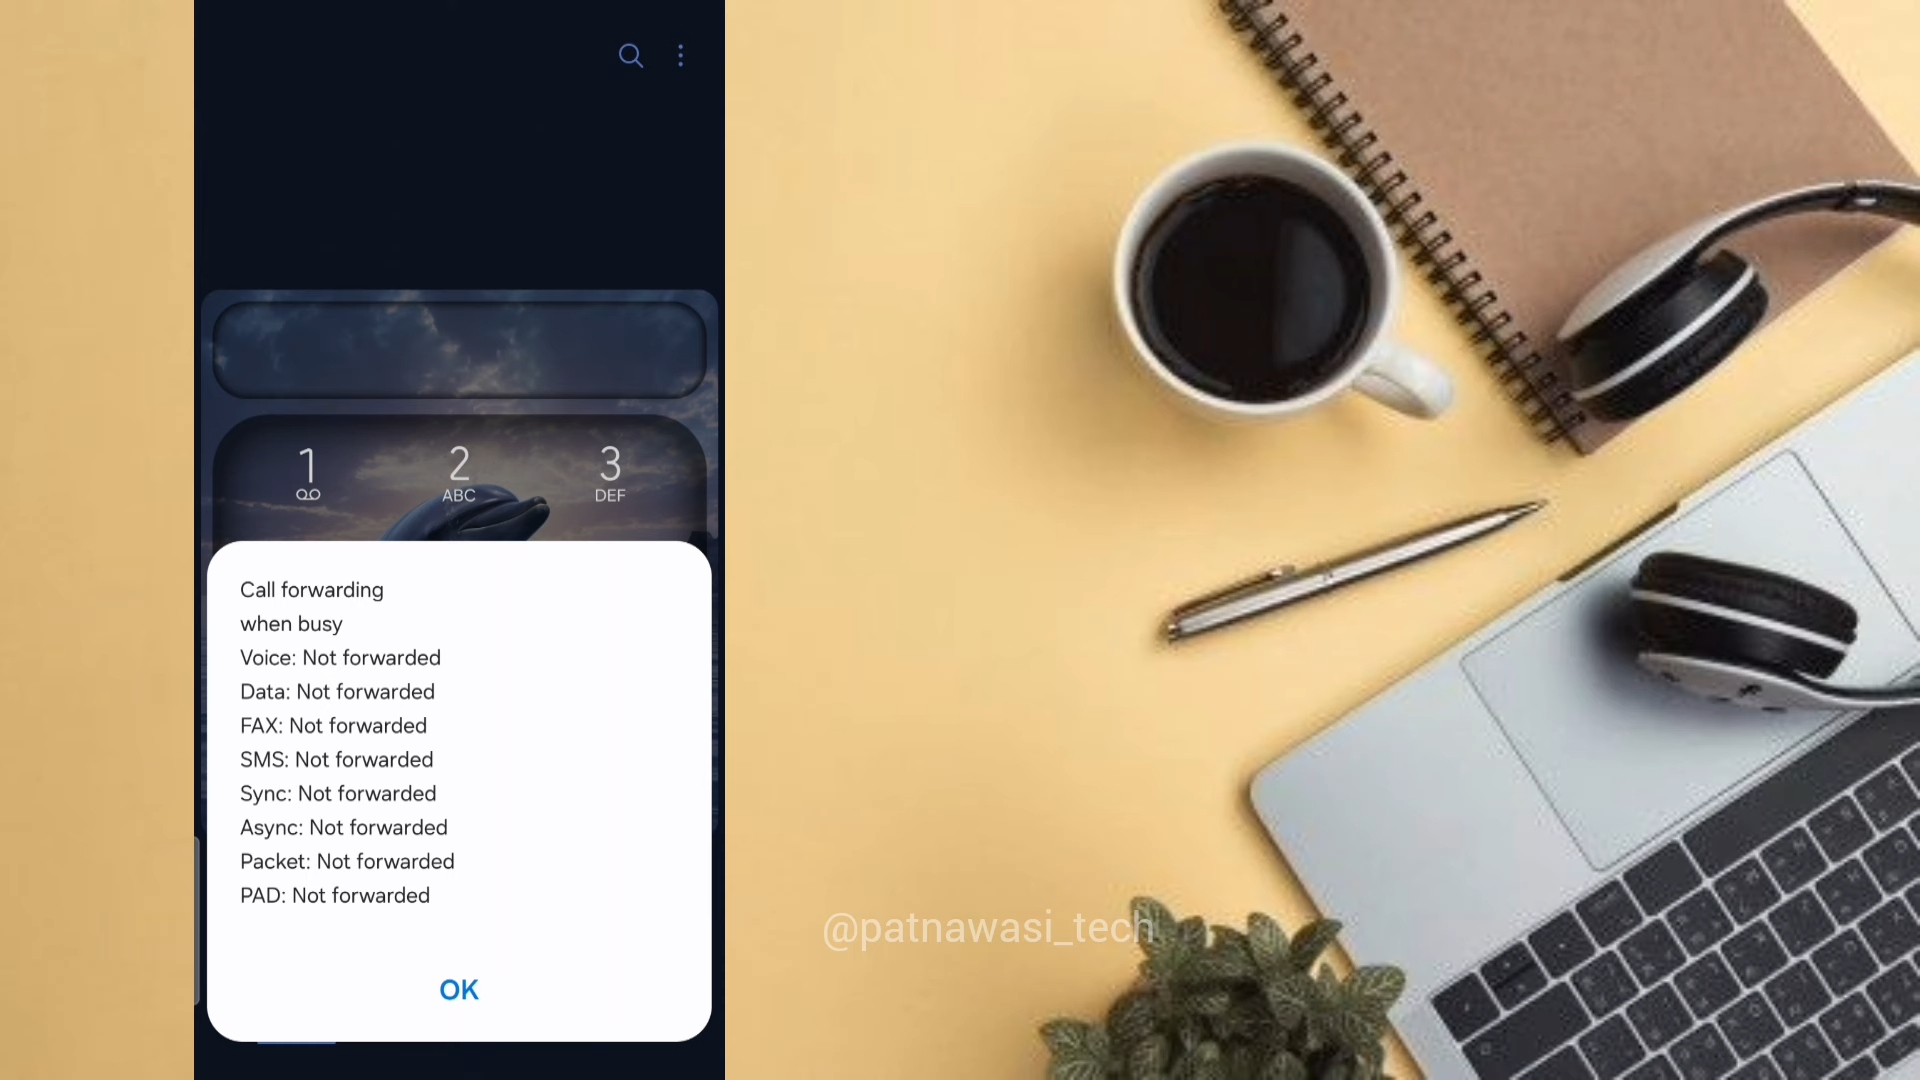 1
2
ABC
3
DEF
Call forwarding
when busy
Voice: Not forwarded
Data: Not forwarded
FAX: Not forwarded
SMS: Not forwarded
Sync: Not forwarded
Async: Not forwarded
Packet: Not forwarded
PAD: Not forwarded
OK
@patnawasi_tech